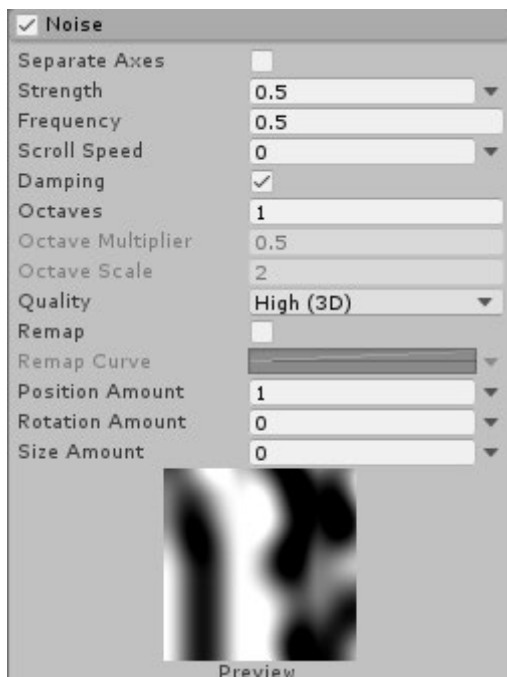 Noise
Separate Axes
Strength 0.5
Frequency 0.5
Scroll Speed 0
Damping
Octaves 1
Octave Multiplier 0.5
Octave Scale 2
Quality High (3D)
Remap
Remap Curve
Position Amount 1
Rotation Amount 0
Size Amount 0
Preview